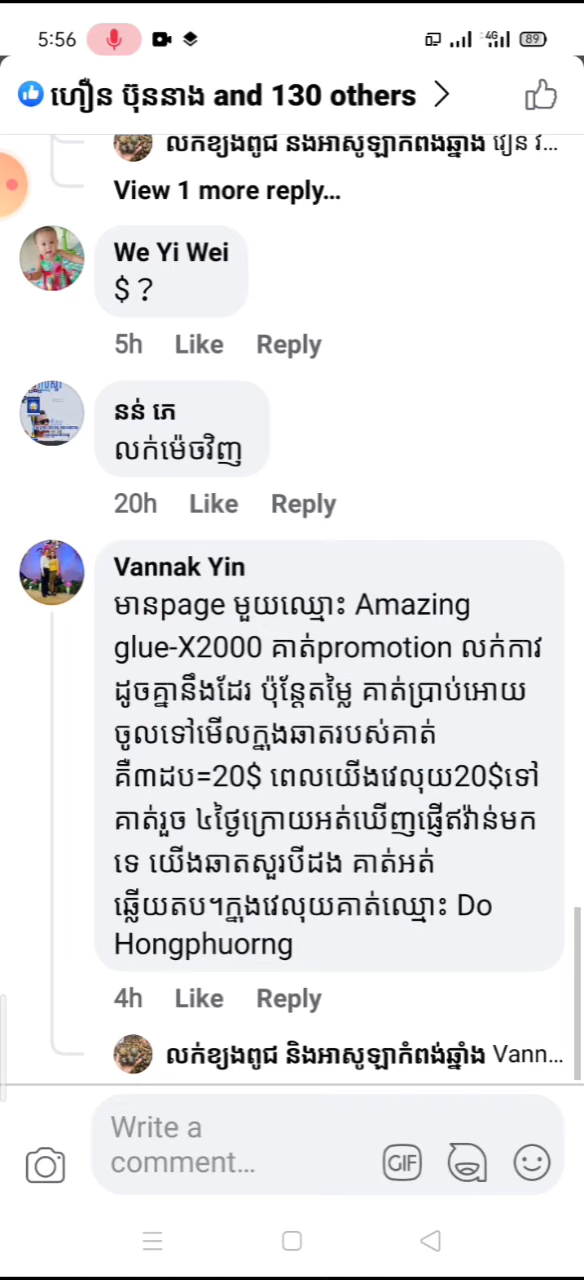 5:56
4G
89
ហឿន ប៊ុននាង and 130 others
លក់ខ្យងពូជ និងអាសូឡាកំពង់ឆ្នាំង
View 1 more reply...
We Yi Wei
$ ?
5h Like Reply
នន់ ភេ
លក់ម៉េចវិញ
20h Like Reply
Vannak Yin
មានpage មួយឈ្មោះ Amazing
glue-X2000 គាត់promotion លក់កាវ
ដូចគ្នានឹងដែរ ប៉ុន្តែតម្លៃ គាត់ប្រាប់អោយ
ចូលទៅមើលក្នុងឆាតរបស់គាត់
គឺ៣ដប=20$ ពេលយើងវេលុយ20$ទៅ
គាត់រួច ៤ថ្ងៃក្រោយអត់ឃើញផ្ញើឥវ៉ាន់មក
ទេ យើងឆាតសួរបីដង គាត់អត់
ឆ្លើយតប។ក្នុងវេលុយគាត់ឈ្មោះ Do
Hongphuorng
4h Like Reply
លក់ខ្យងពូជ និងអាសូឡាកំពង់ឆ្នាំង Vann...
Write a
comment...
GIF